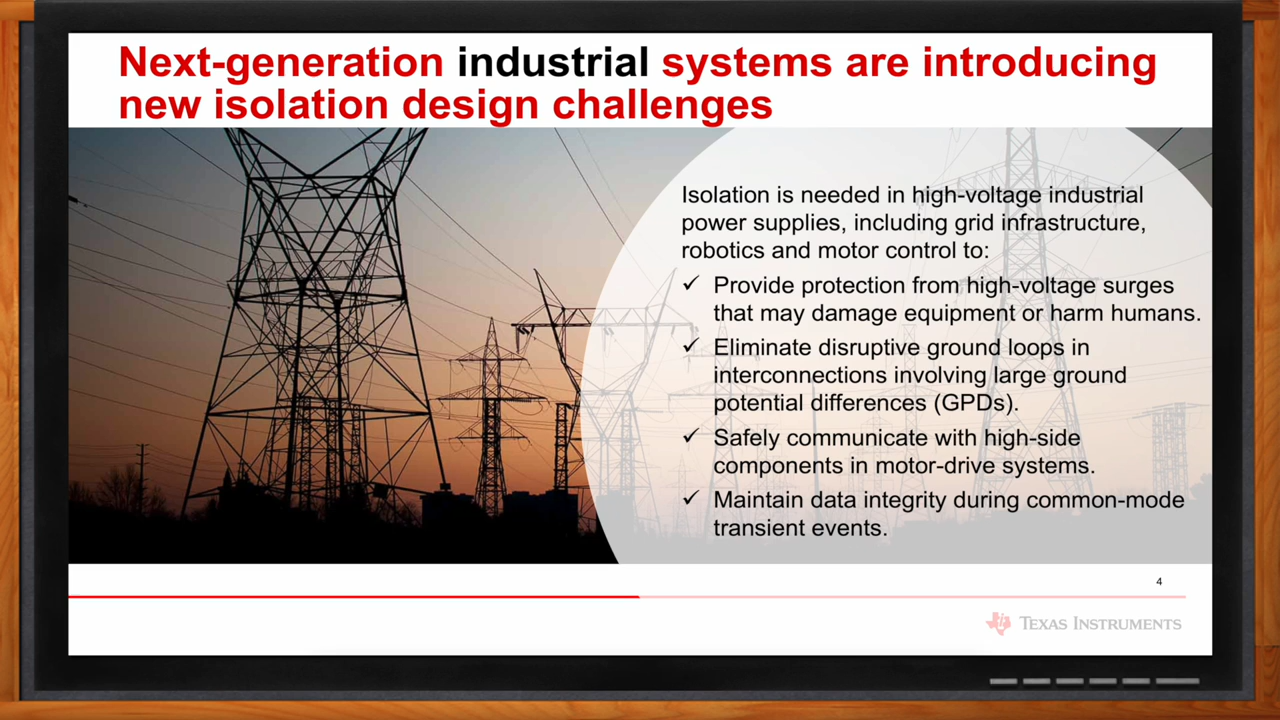 Next-generation industrial systems are introducing
new isolation design challenges
Isolation is needed in high-voltage industrial
power supplies, including grid infrastructure,
robotics and motor control to:
✓ Provide protection from high-voltage surges
that may damage equipment or harm humans.
✓ Eliminate disruptive ground loops in
interconnections involving large ground
potential differences (GPDs).
✓ Safely communicate with high-side
components in motor-drive systems.
✓ Maintain data integrity during common-mode
transient events.
4
TEXAS INSTRUMENTS